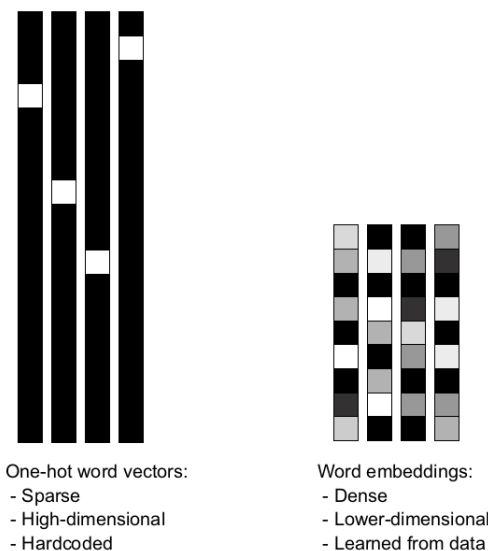 One-hot word vectors:
- Sparse
- High-dimensional
- Hardcoded
Word embeddings:
- Dense
- Lower-dimensional
- Learned from data